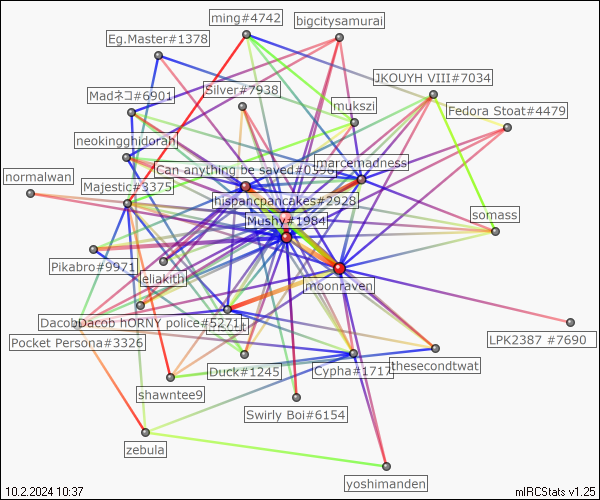 ming#4742
bigcitysamurai
Eg.Master#1378
JKOUYH VIII#7034
Silver#7938
Madネコ#6901
mukszi
Fedora Stoat#4479
neokingghidorah
marcemadness
Can anything be saved#0598
normalwan
Majestic#3375
hispancpancakes#2928
somass
Mushy#1984
Pikabro#9971
eliakith
moonraven
Dacob
Dacob hORNY police#5271
LPK2387 #7690
Pocket Persona#3326
Duck#1245
Cypha#1717
thesecondtwat
shawntee9
Swirly Boi#6154
zebula
yoshimanden
10.2.2024 10:37
mIRCStats v1.25